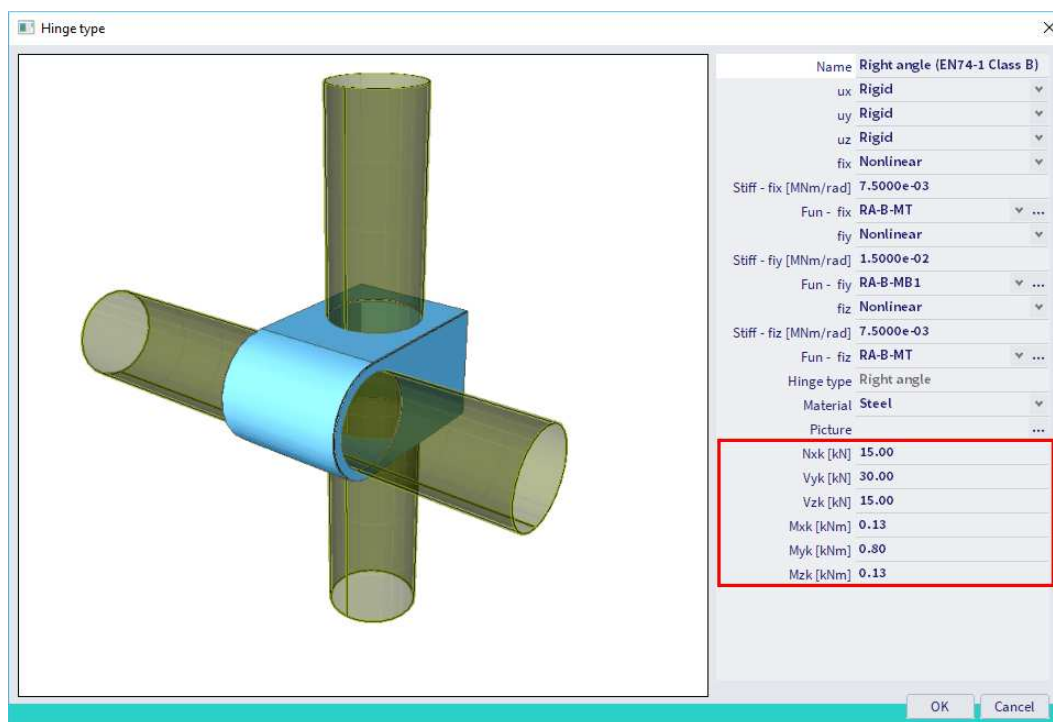 Hinge type
Name Right angle (EN74-1 Class B)
ux Rigid
uy Rigid
uz Rigid
fix Nonlinear
Stiff - fix [MNm/rad] 7.5000e-03
Fun - fix RA-B-MT ...
fiy Nonlinear
Stiff - fiy [MNm/rad] 1.5000e-02
Fun - fiy RA-B-MB1 ...
fiz Nonlinear
Stiff - fiz [MNm/rad] 7.5000e-03
Fun - fiz RA-B-MT ...
Hinge type Right angle
Material Steel
Picture ...
Nxk [kN] 15.00
Vyk [kN] 30.00
Vzk [kN] 15.00
Mxk [kNm] 0.13
Myk [kNm] 0.80
Mzk [kNm] 0.13
OK Cancel